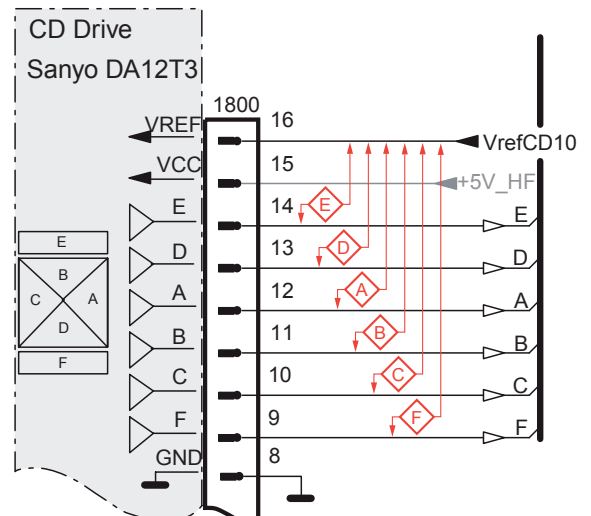 CD Drive
Sanyo DA12T3
1800
VREF 16 VrefCD10
VCC 15 +5V_HF
E 14 E E
D 13 D D
A 12 A A
B 11 B B
C 10 C C
F 9 F F
GND 8
E
B
C A
D
F